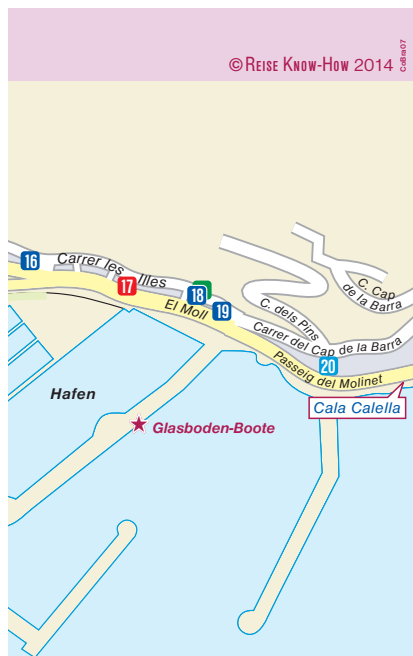 © REISE KNOW-HOW 2014
CoBra07
16
Carrer les Illes
17
El Moll
18
19
C. dels Pins
C. Cap
de la Barra
Carrer del Cap de la Barra
20
Passeig del Molinet
Cala Calella
Hafen
Glasboden-Boote